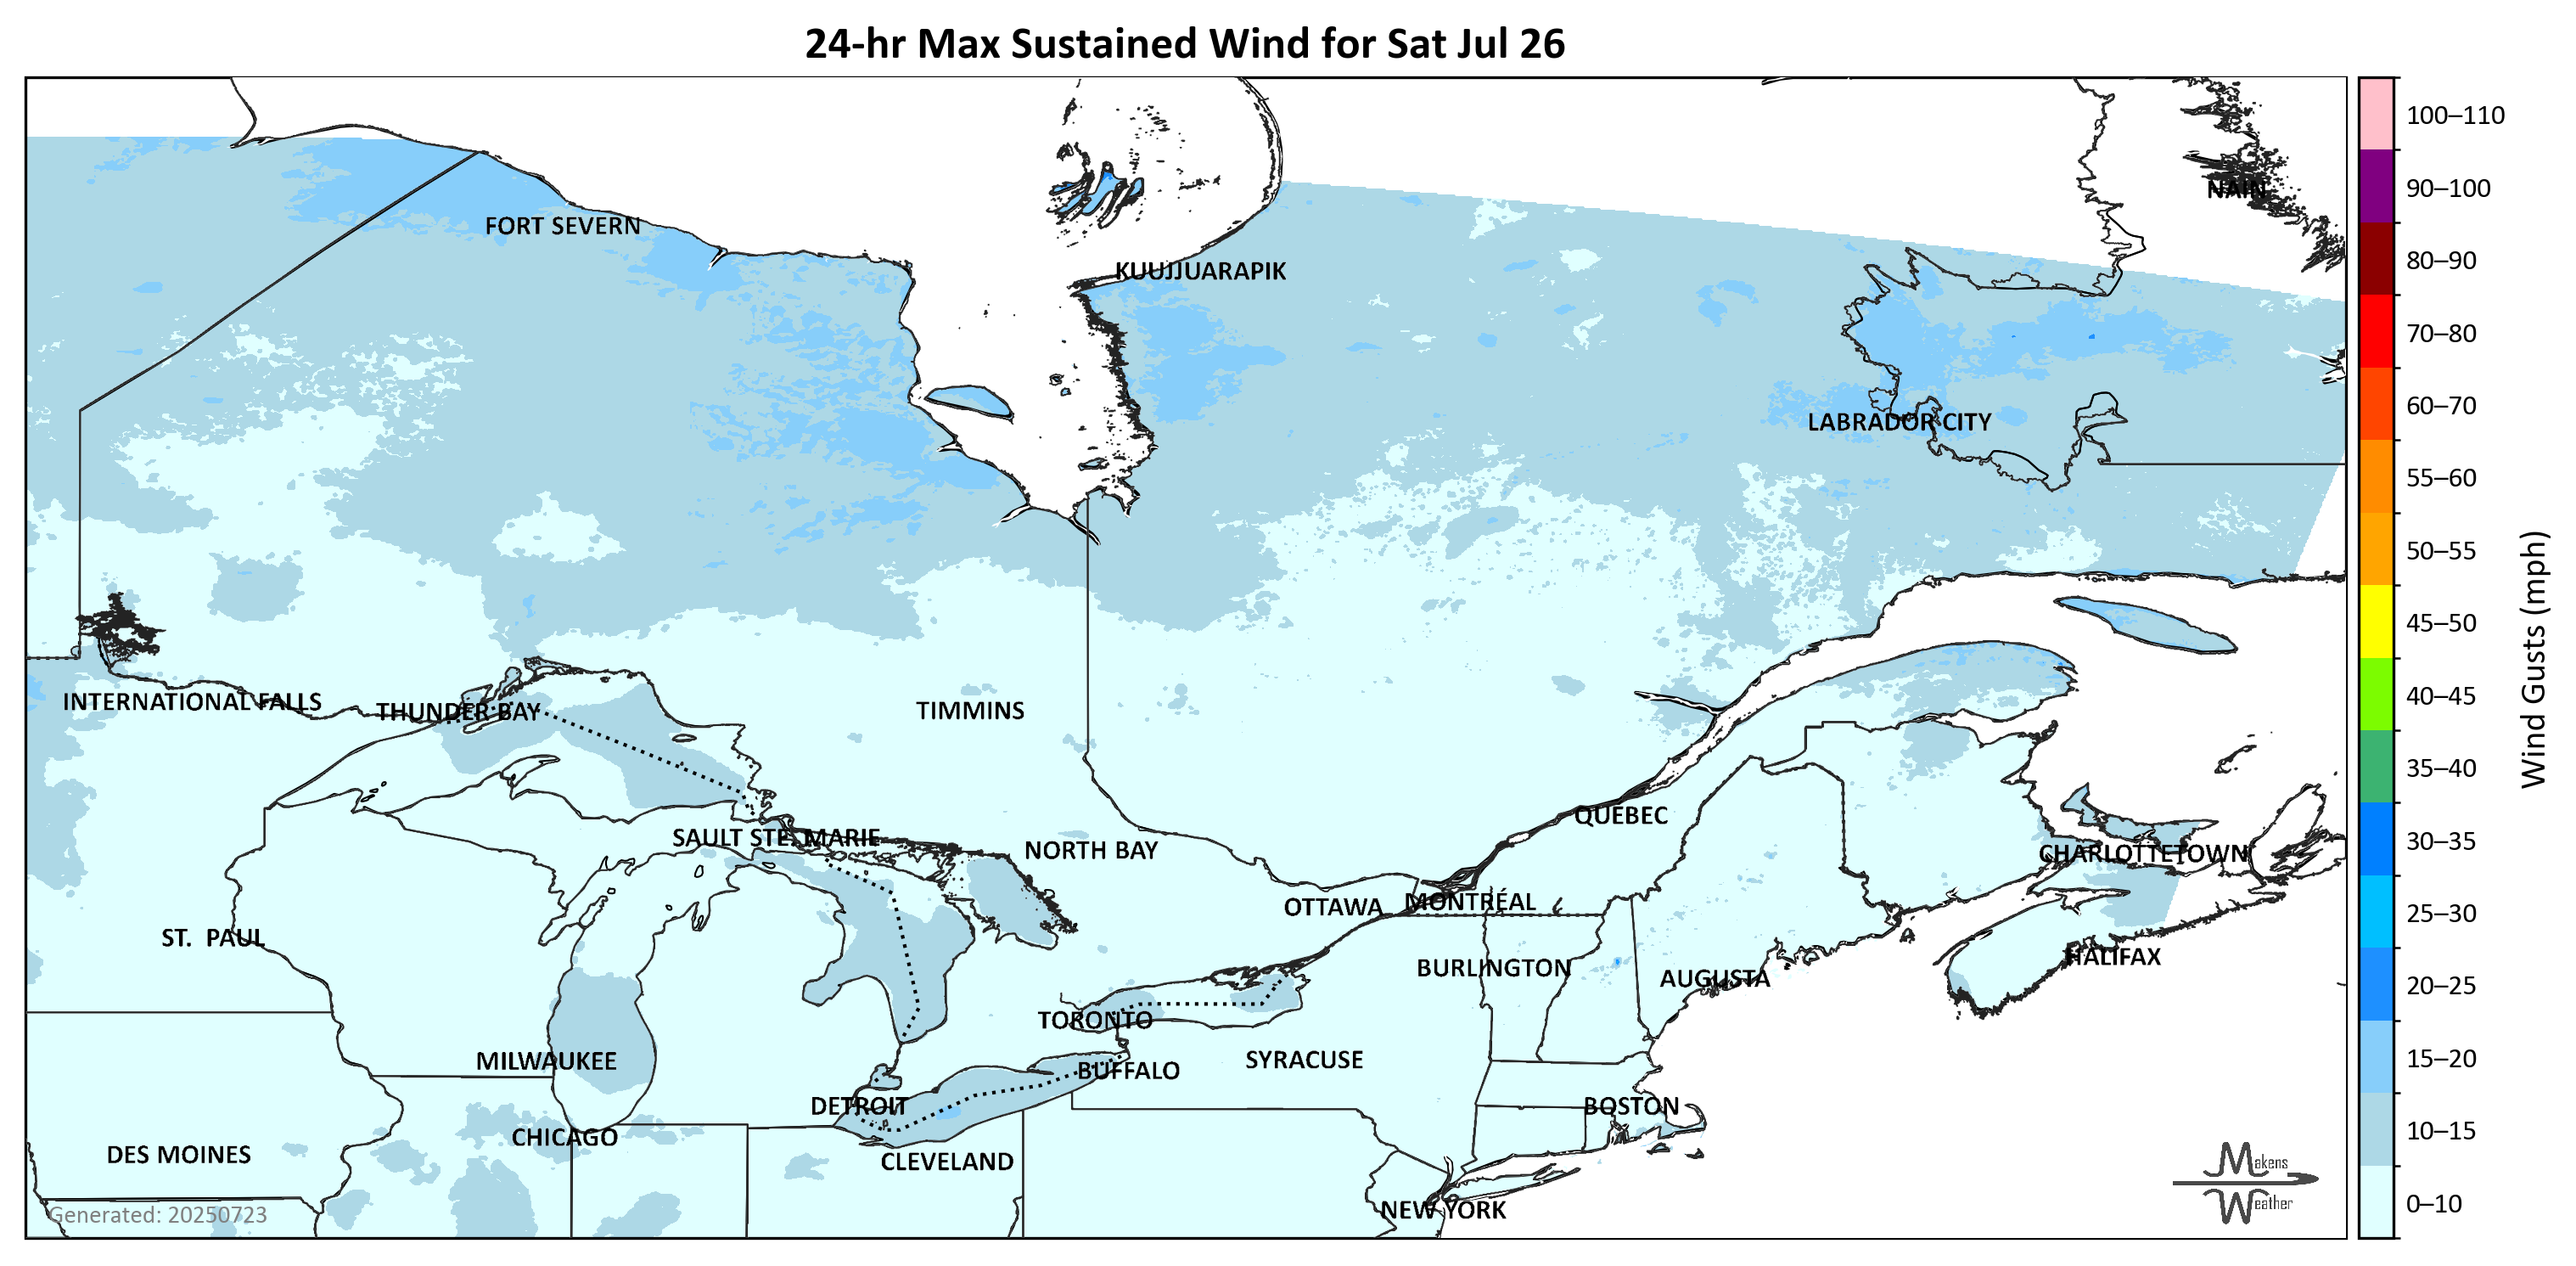 24-hr Max Sustained Wind for Sat Jul 26
100–110
90–100
80–90
70–80
60–70
55–60
50–55
45–50
40–45
35–40
30–35
25–30
20–25
15–20
10–15
0–10
Wind Gusts (mph)
NAIN
FORT SEVERN
KUUJJUARAPIK
LABRADOR CITY
INTERNATIONAL FALLS
THUNDER BAY
TIMMINS
QUÉBEC
SAULT STE. MARIE
NORTH BAY
CHARLOTTETOWN
OTTAWA
MONTRÉAL
ST. PAUL
HALIFAX
BURLINGTON
AUGUSTA
TORONTO
MILWAUKEE
SYRACUSE
BUFFALO
DETROIT
BOSTON
CHICAGO
DES MOINES
CLEVELAND
NEW YORK
Generated: 20250723
Makens
Weather